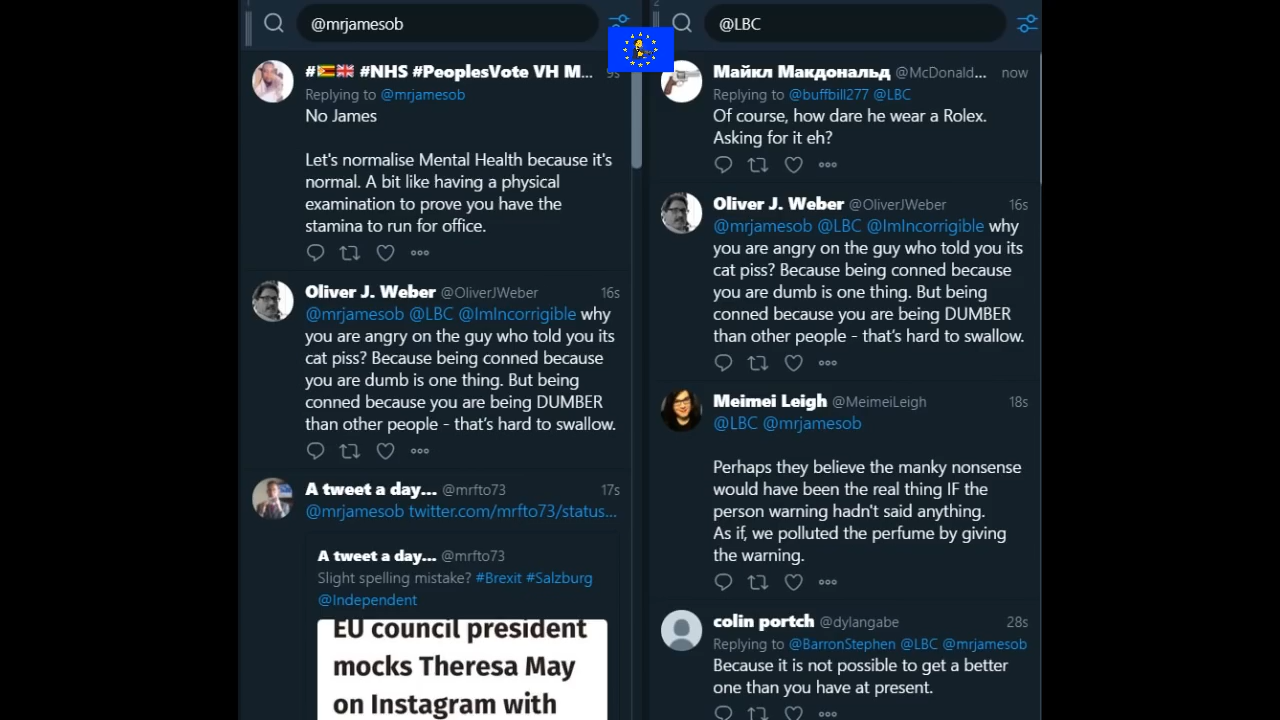 @mrjamesob
#🇿🇼🇬🇧 #NHS #PeoplesVote VH M... 9s
Replying to @mrjamesob
No James
Let's normalise Mental Health because it's
normal. A bit like having a physical
examination to prove you have the
stamina to run for office.
Oliver J. Weber @OliverJWeber 16s
@mrjamesob @LBC @ImIncorrigible why
you are angry on the guy who told you its
cat piss? Because being conned because
you are dumb is one thing. But being
conned because you are being DUMBER
than other people - that's hard to swallow.
A tweet a day... @mrfto73 17s
@mrjamesob twitter.com/mrfto73/status...
A tweet a day... @mrfto73
Slight spelling mistake? #Brexit #Salzburg
@Independent
EU council president
mocks Theresa May
on Instagram with
@LBC
Майкл Макдональд @McDonald... now
Replying to @buffbill277 @LBC
Of course, how dare he wear a Rolex.
Asking for it eh?
Oliver J. Weber @OliverJWeber 16s
@mrjamesob @LBC @ImIncorrigible why
you are angry on the guy who told you its
cat piss? Because being conned because
you are dumb is one thing. But being
conned because you are being DUMBER
than other people - that's hard to swallow.
Meimei Leigh @MeimeiLeigh 18s
@LBC @mrjamesob
Perhaps they believe the manky nonsense
would have been the real thing IF the
person warning hadn't said anything.
As if, we polluted the perfume by giving
the warning.
colin portch @dylangabe 28s
Replying to @BarronStephen @LBC @mrjamesob
Because it is not possible to get a better
one than you have at present.